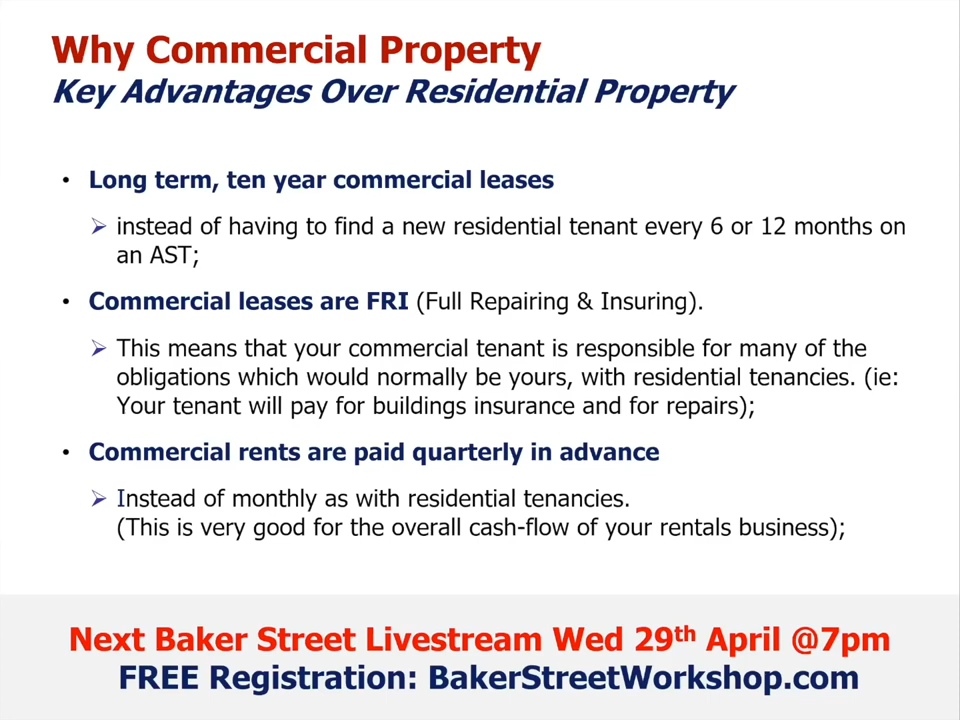 Why Commercial Property
Key Advantages Over Residential Property
• Long term, ten year commercial leases
➢ instead of having to find a new residential tenant every 6 or 12 months on
an AST;
• Commercial leases are FRI (Full Repairing & Insuring).
➢ This means that your commercial tenant is responsible for many of the
obligations which would normally be yours, with residential tenancies. (ie:
Your tenant will pay for buildings insurance and for repairs);
• Commercial rents are paid quarterly in advance
➢ Instead of monthly as with residential tenancies.
(This is very good for the overall cash-flow of your rentals business);
Next Baker Street Livestream Wed 29th April @7pm
FREE Registration: BakerStreetWorkshop.com